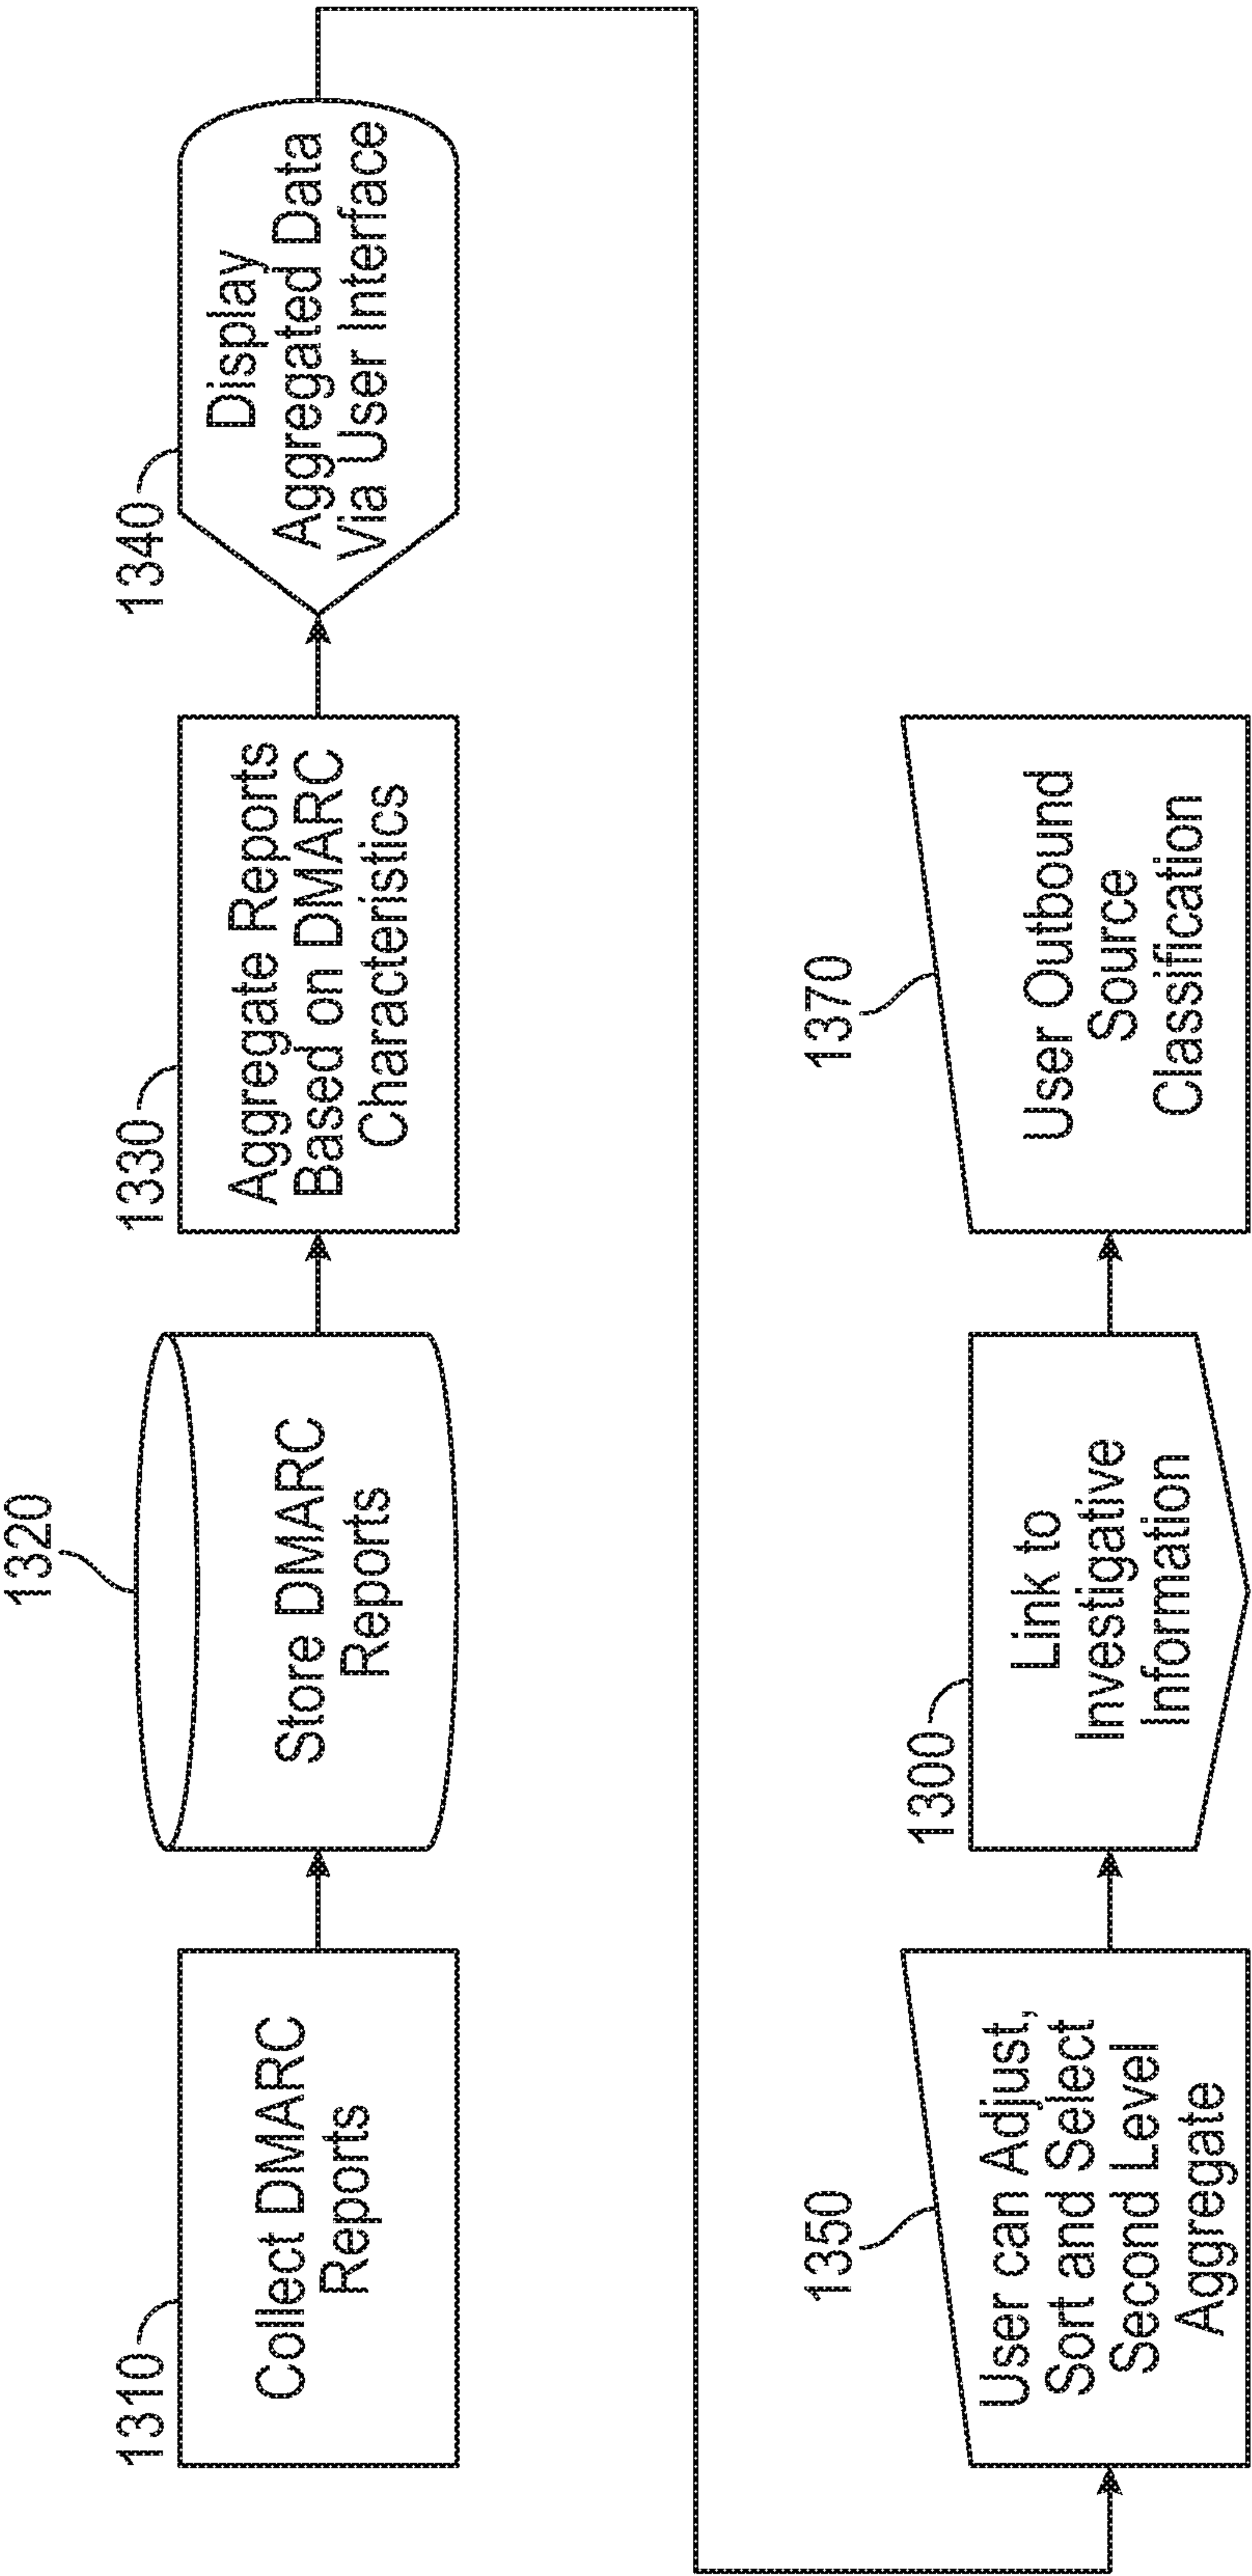 1310
Collect DMARC
Reports
1320
Store DMARC
Reports
1330
Aggregate Reports
Based on DMARC
Characteristics
1340
Display
Aggregated Data
Via User Interface
1350
User can Adjust,
Sort and Select
Second Level
Aggregate
1300
Link to
Investigative
Information
1370
User Outbound
Source
Classification